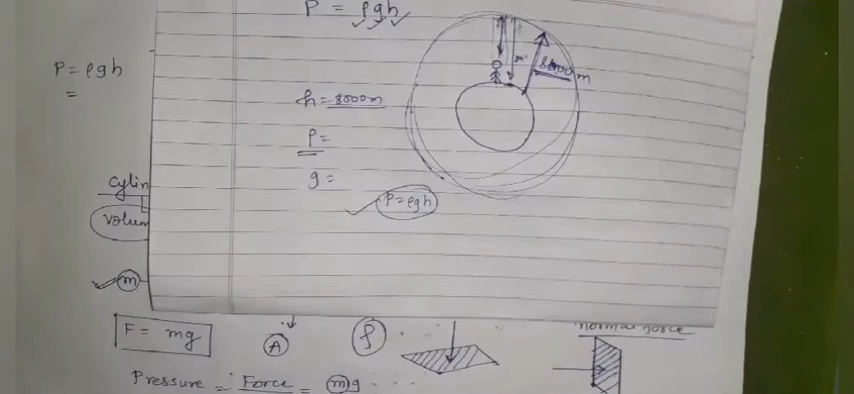 P = ρgh
8000m
P = ρgh
=
h = 8000m
ρ =
g =
P = ρgh
Cylin
Volum
m
F = mg
A
ρ
normal force
Pressure = Force = mg